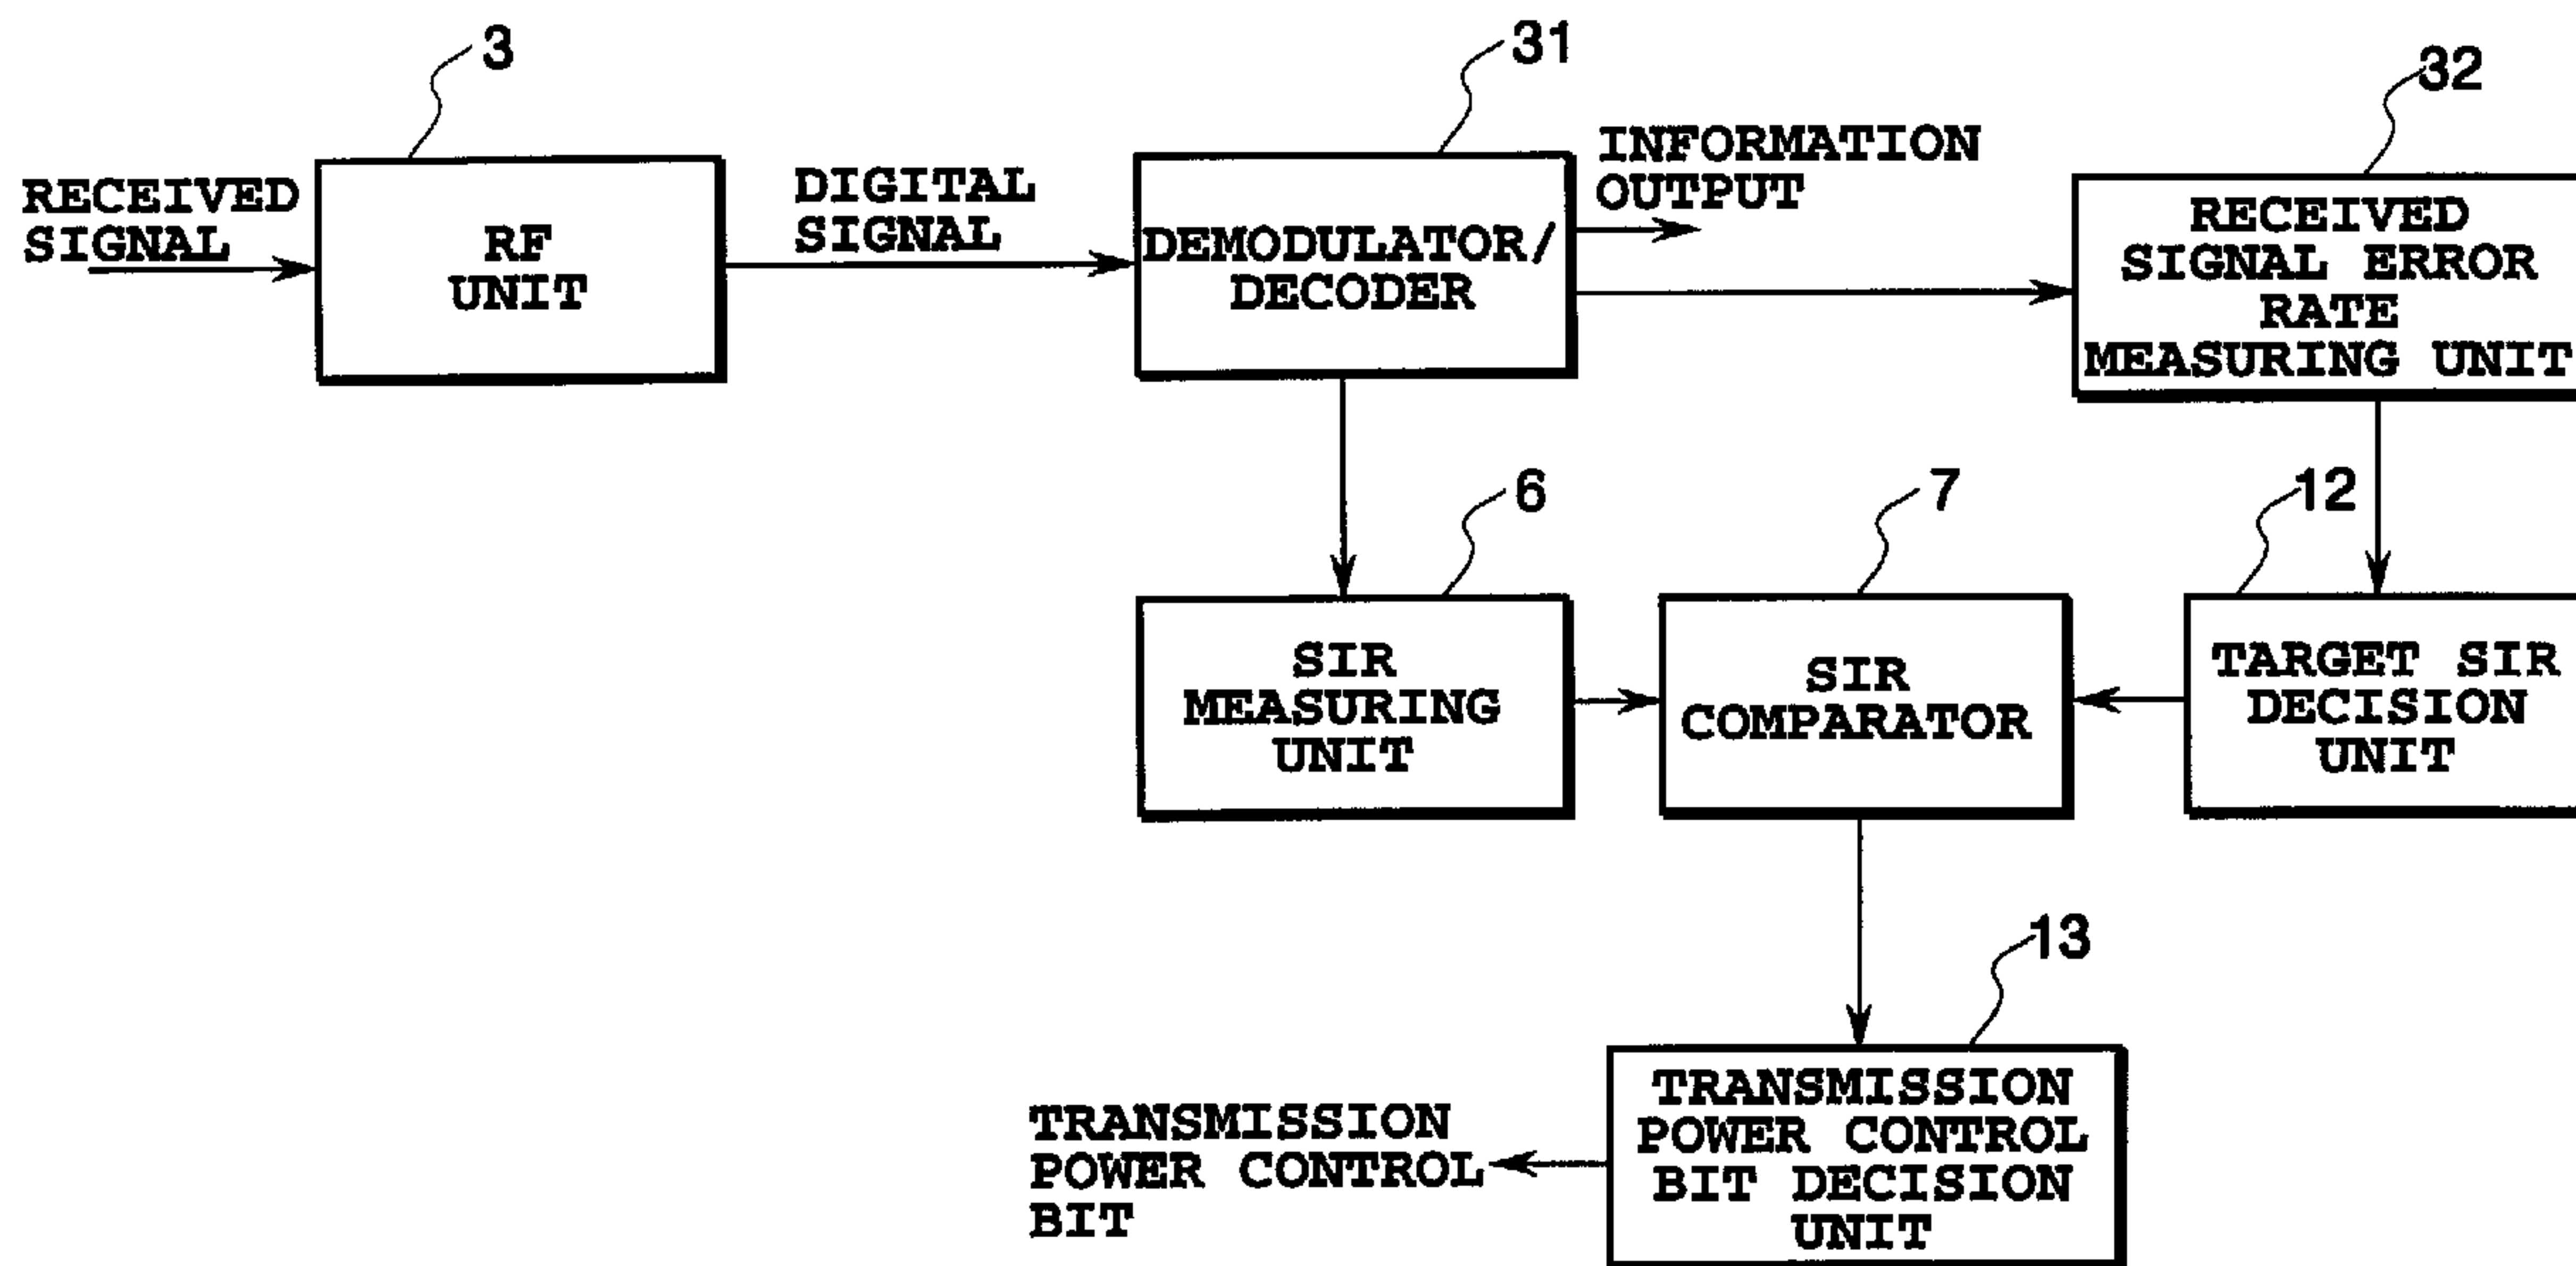 3
31
32
RECEIVED
SIGNAL
RF
UNIT
DIGITAL
SIGNAL
DEMODULATOR/
DECODER
INFORMATION
OUTPUT
RECEIVED
SIGNAL ERROR
RATE
MEASURING UNIT
6
7
12
SIR
MEASURING
UNIT
SIR
COMPARATOR
TARGET SIR
DECISION
UNIT
13
TRANSMISSION
POWER CONTROL
BIT DECISION
UNIT
TRANSMISSION
POWER CONTROL
BIT